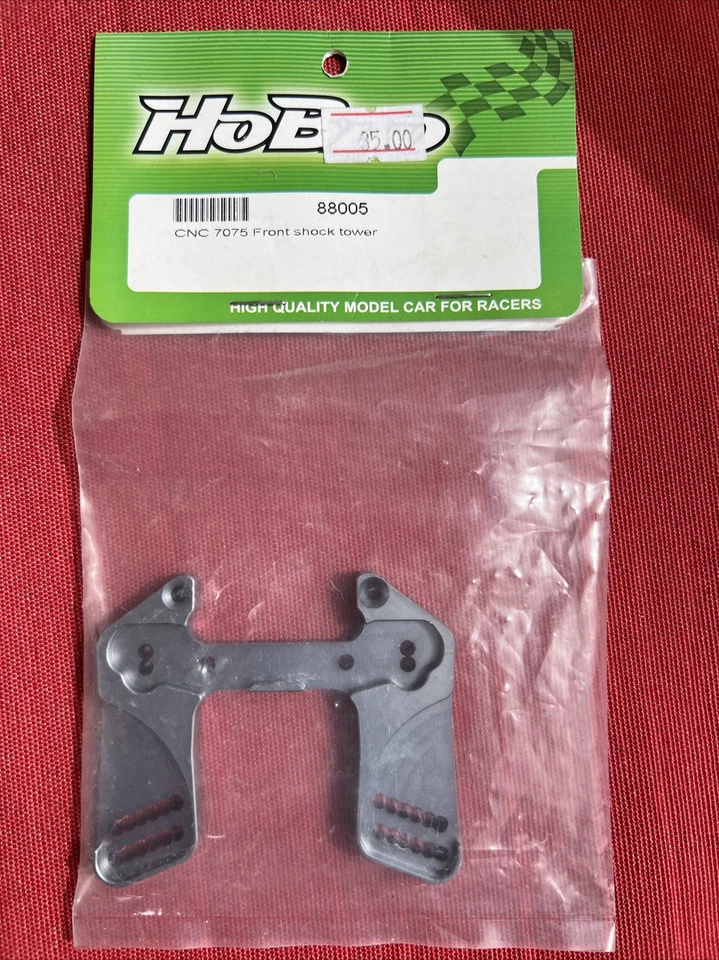 35.00
88005
CNC 7075 Front shock tower
HIGH QUALITY MODEL CAR FOR RACERS